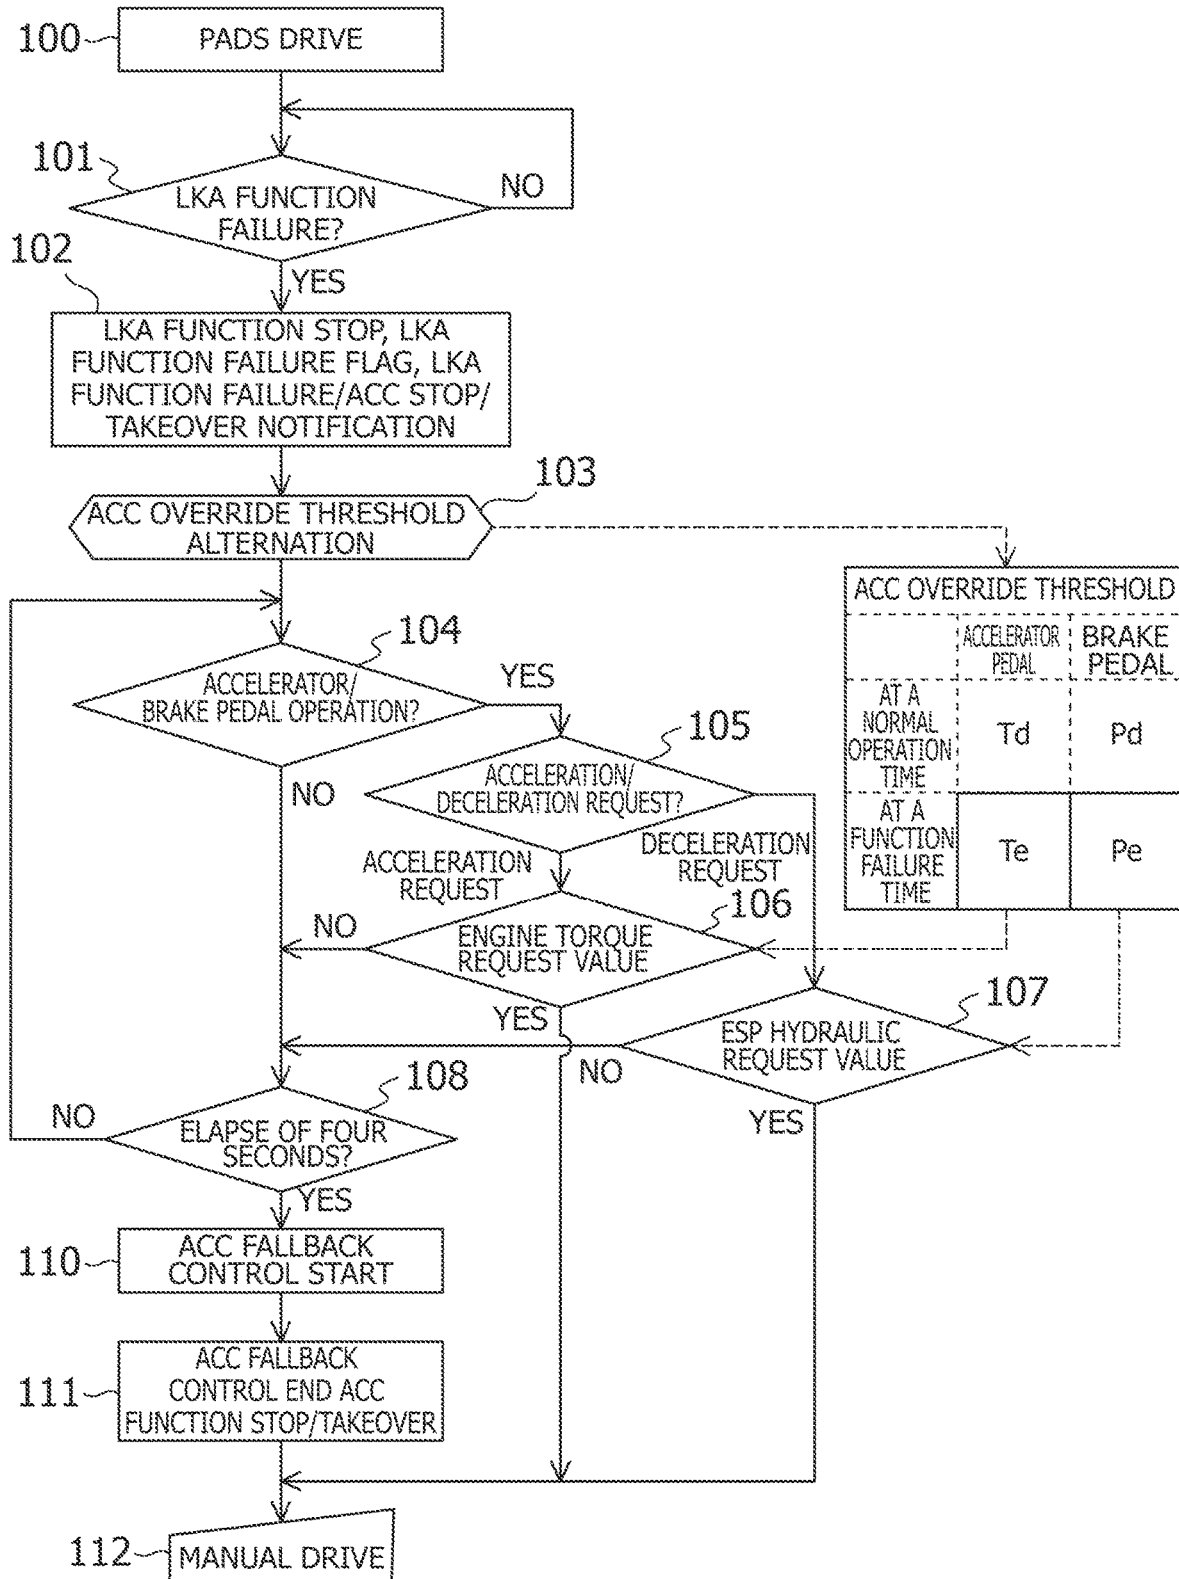 100
PADS DRIVE
101
LKA FUNCTION
FAILURE?
NO
YES
102
LKA FUNCTION STOP, LKA
FUNCTION FAILURE FLAG, LKA
FUNCTION FAILURE/ACC STOP/
TAKEOVER NOTIFICATION
103
ACC OVERRIDE THRESHOLD
ALTERNATION
ACC OVERRIDE THRESHOLD
ACCELERATOR
PEDAL
BRAKE
PEDAL
AT A
NORMAL
OPERATION
TIME
Td
Pd
AT A
FUNCTION
FAILURE
TIME
Te
Pe
104
ACCELERATOR/
BRAKE PEDAL OPERATION?
YES
NO
105
ACCELERATION/
DECELERATION REQUEST?
ACCELERATION
REQUEST
DECELERATION
REQUEST
106
ENGINE TORQUE
REQUEST VALUE
NO
YES
107
ESP HYDRAULIC
REQUEST VALUE
NO
YES
108
ELAPSE OF FOUR
SECONDS?
NO
YES
110
ACC FALLBACK
CONTROL START
111
ACC FALLBACK
CONTROL END ACC
FUNCTION STOP/TAKEOVER
112
MANUAL DRIVE